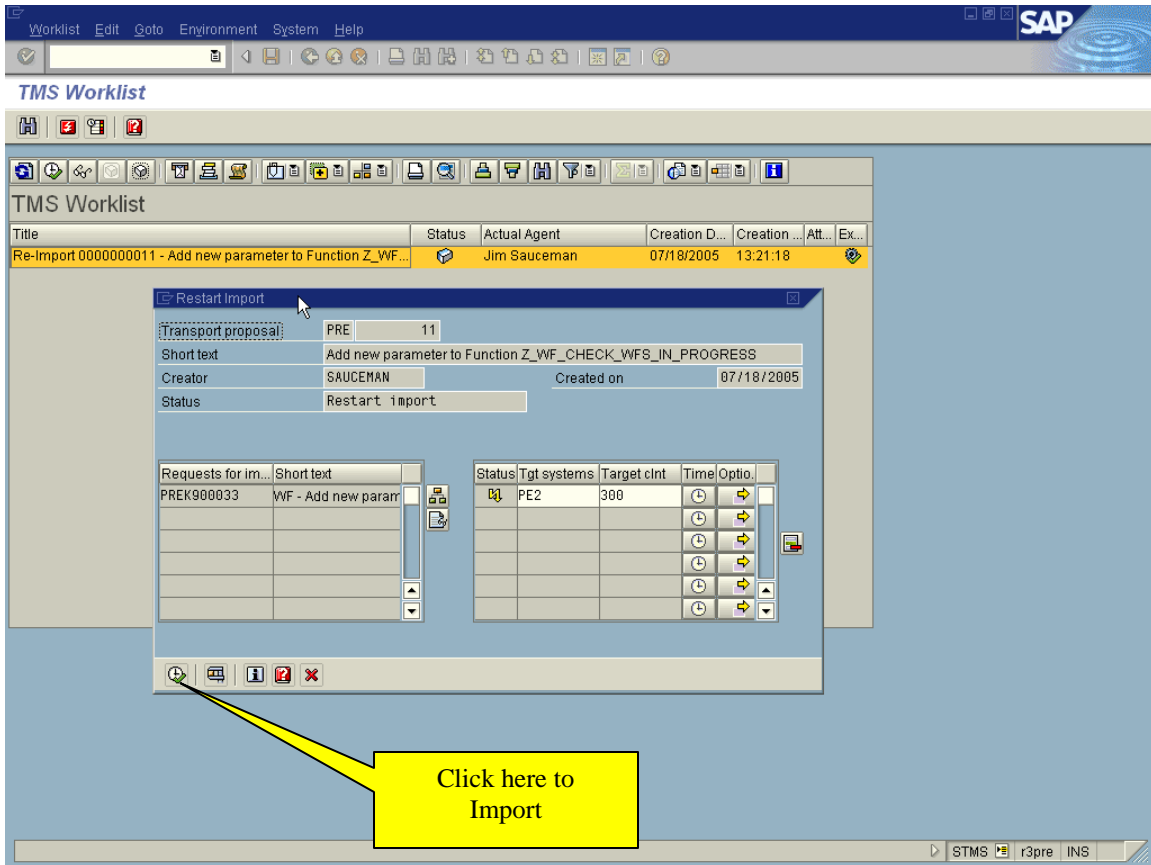 Worklist Edit Goto Environment System Help
SAP
TMS Worklist
TMS Worklist
Title Status Actual Agent Creation D... Creation ... Att... Ex...
Re-Import 0000000011 - Add new parameter to Function Z_WF... Jim Sauceman 07/18/2005 13:21:18
Restart Import
Transport proposal PRE 11
Short text Add new parameter to Function Z_WF_CHECK_WFS_IN_PROGRESS
Creator SAUCEMAN Created on 07/18/2005
Status Restart import
Requests for im... Short text Status Tgt systems Target clnt Time Optio.
PREK900033 WF - Add new param PE2 300
Click here to
Import
STMS r3pre INS